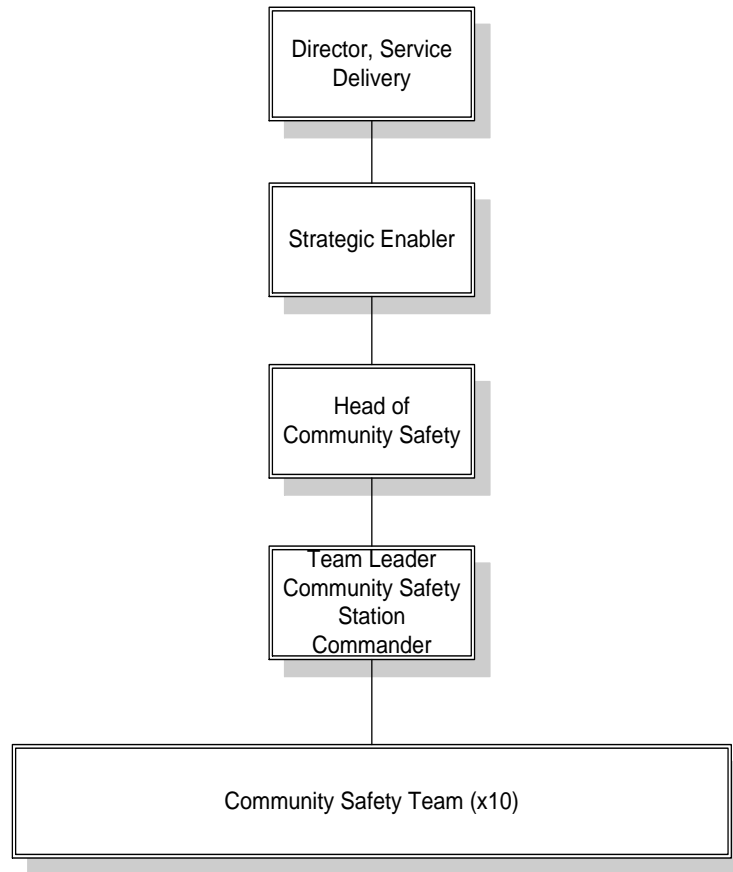 Director, Service
Delivery
Strategic Enabler
Head of
Community Safety
Team Leader
Community Safety
Station
Commander
Community Safety Team (x10)